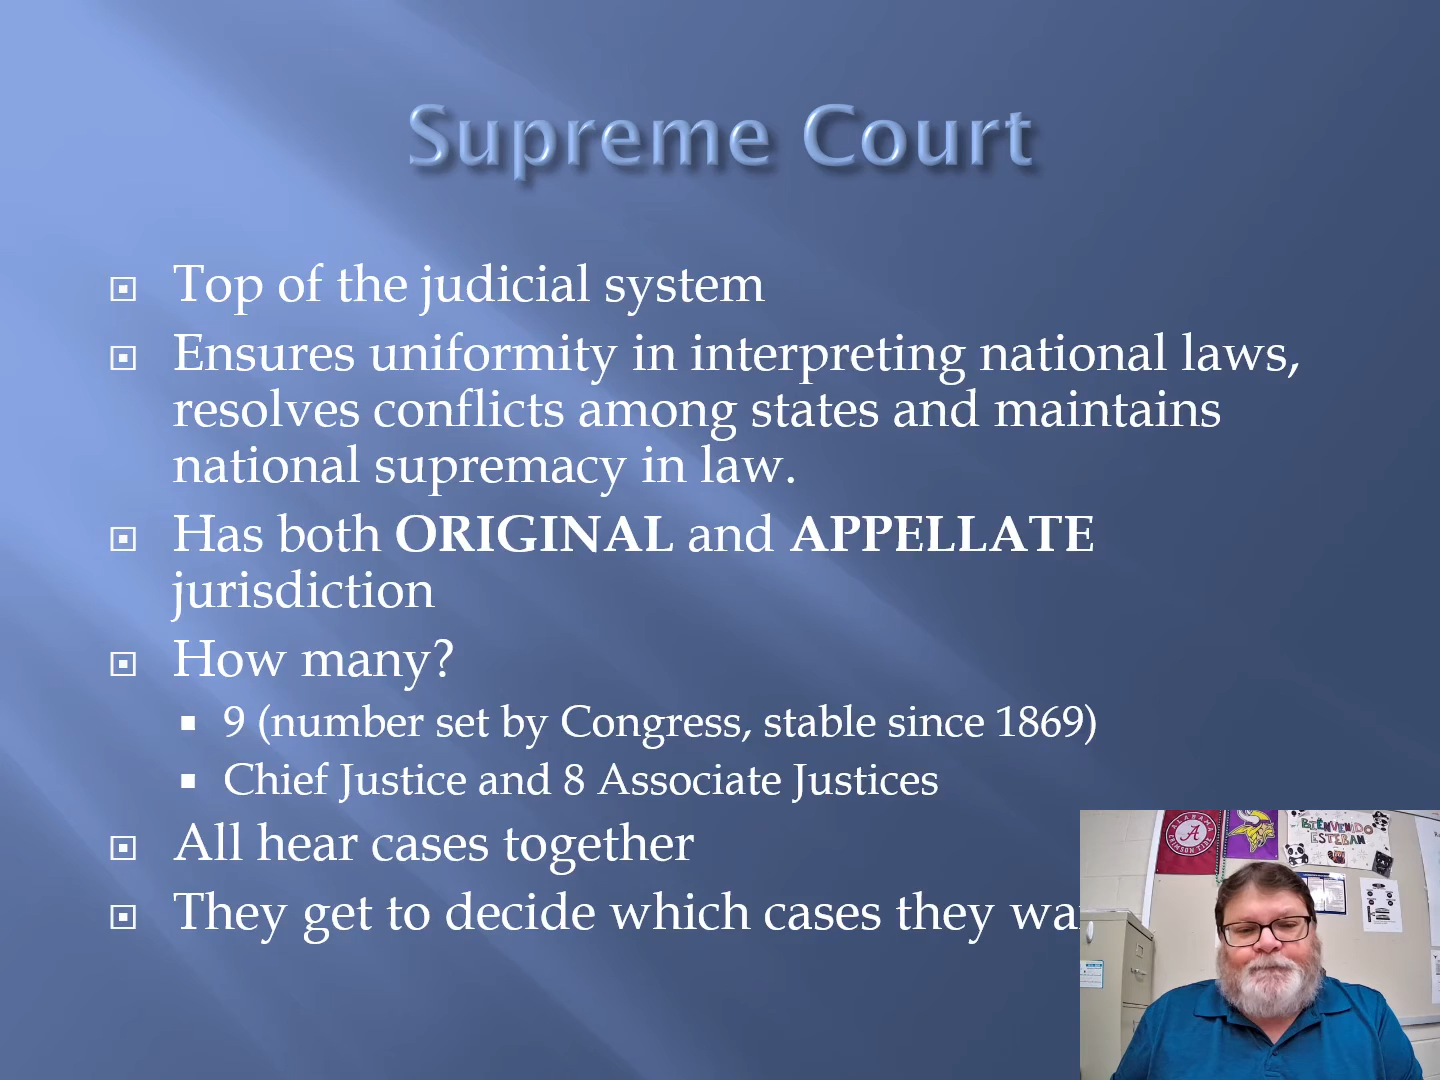 Supreme Court
Top of the judicial system
Ensures uniformity in interpreting national laws,
resolves conflicts among states and maintains
national supremacy in law.
Has both ORIGINAL and APPELLATE
jurisdiction
How many?
9 (number set by Congress, stable since 1869)
Chief Justice and 8 Associate Justices
All hear cases together
They get to decide which cases they
ALABAMA
A
CRIMSON TIDE
BIENVENIDO
ESTEBAN